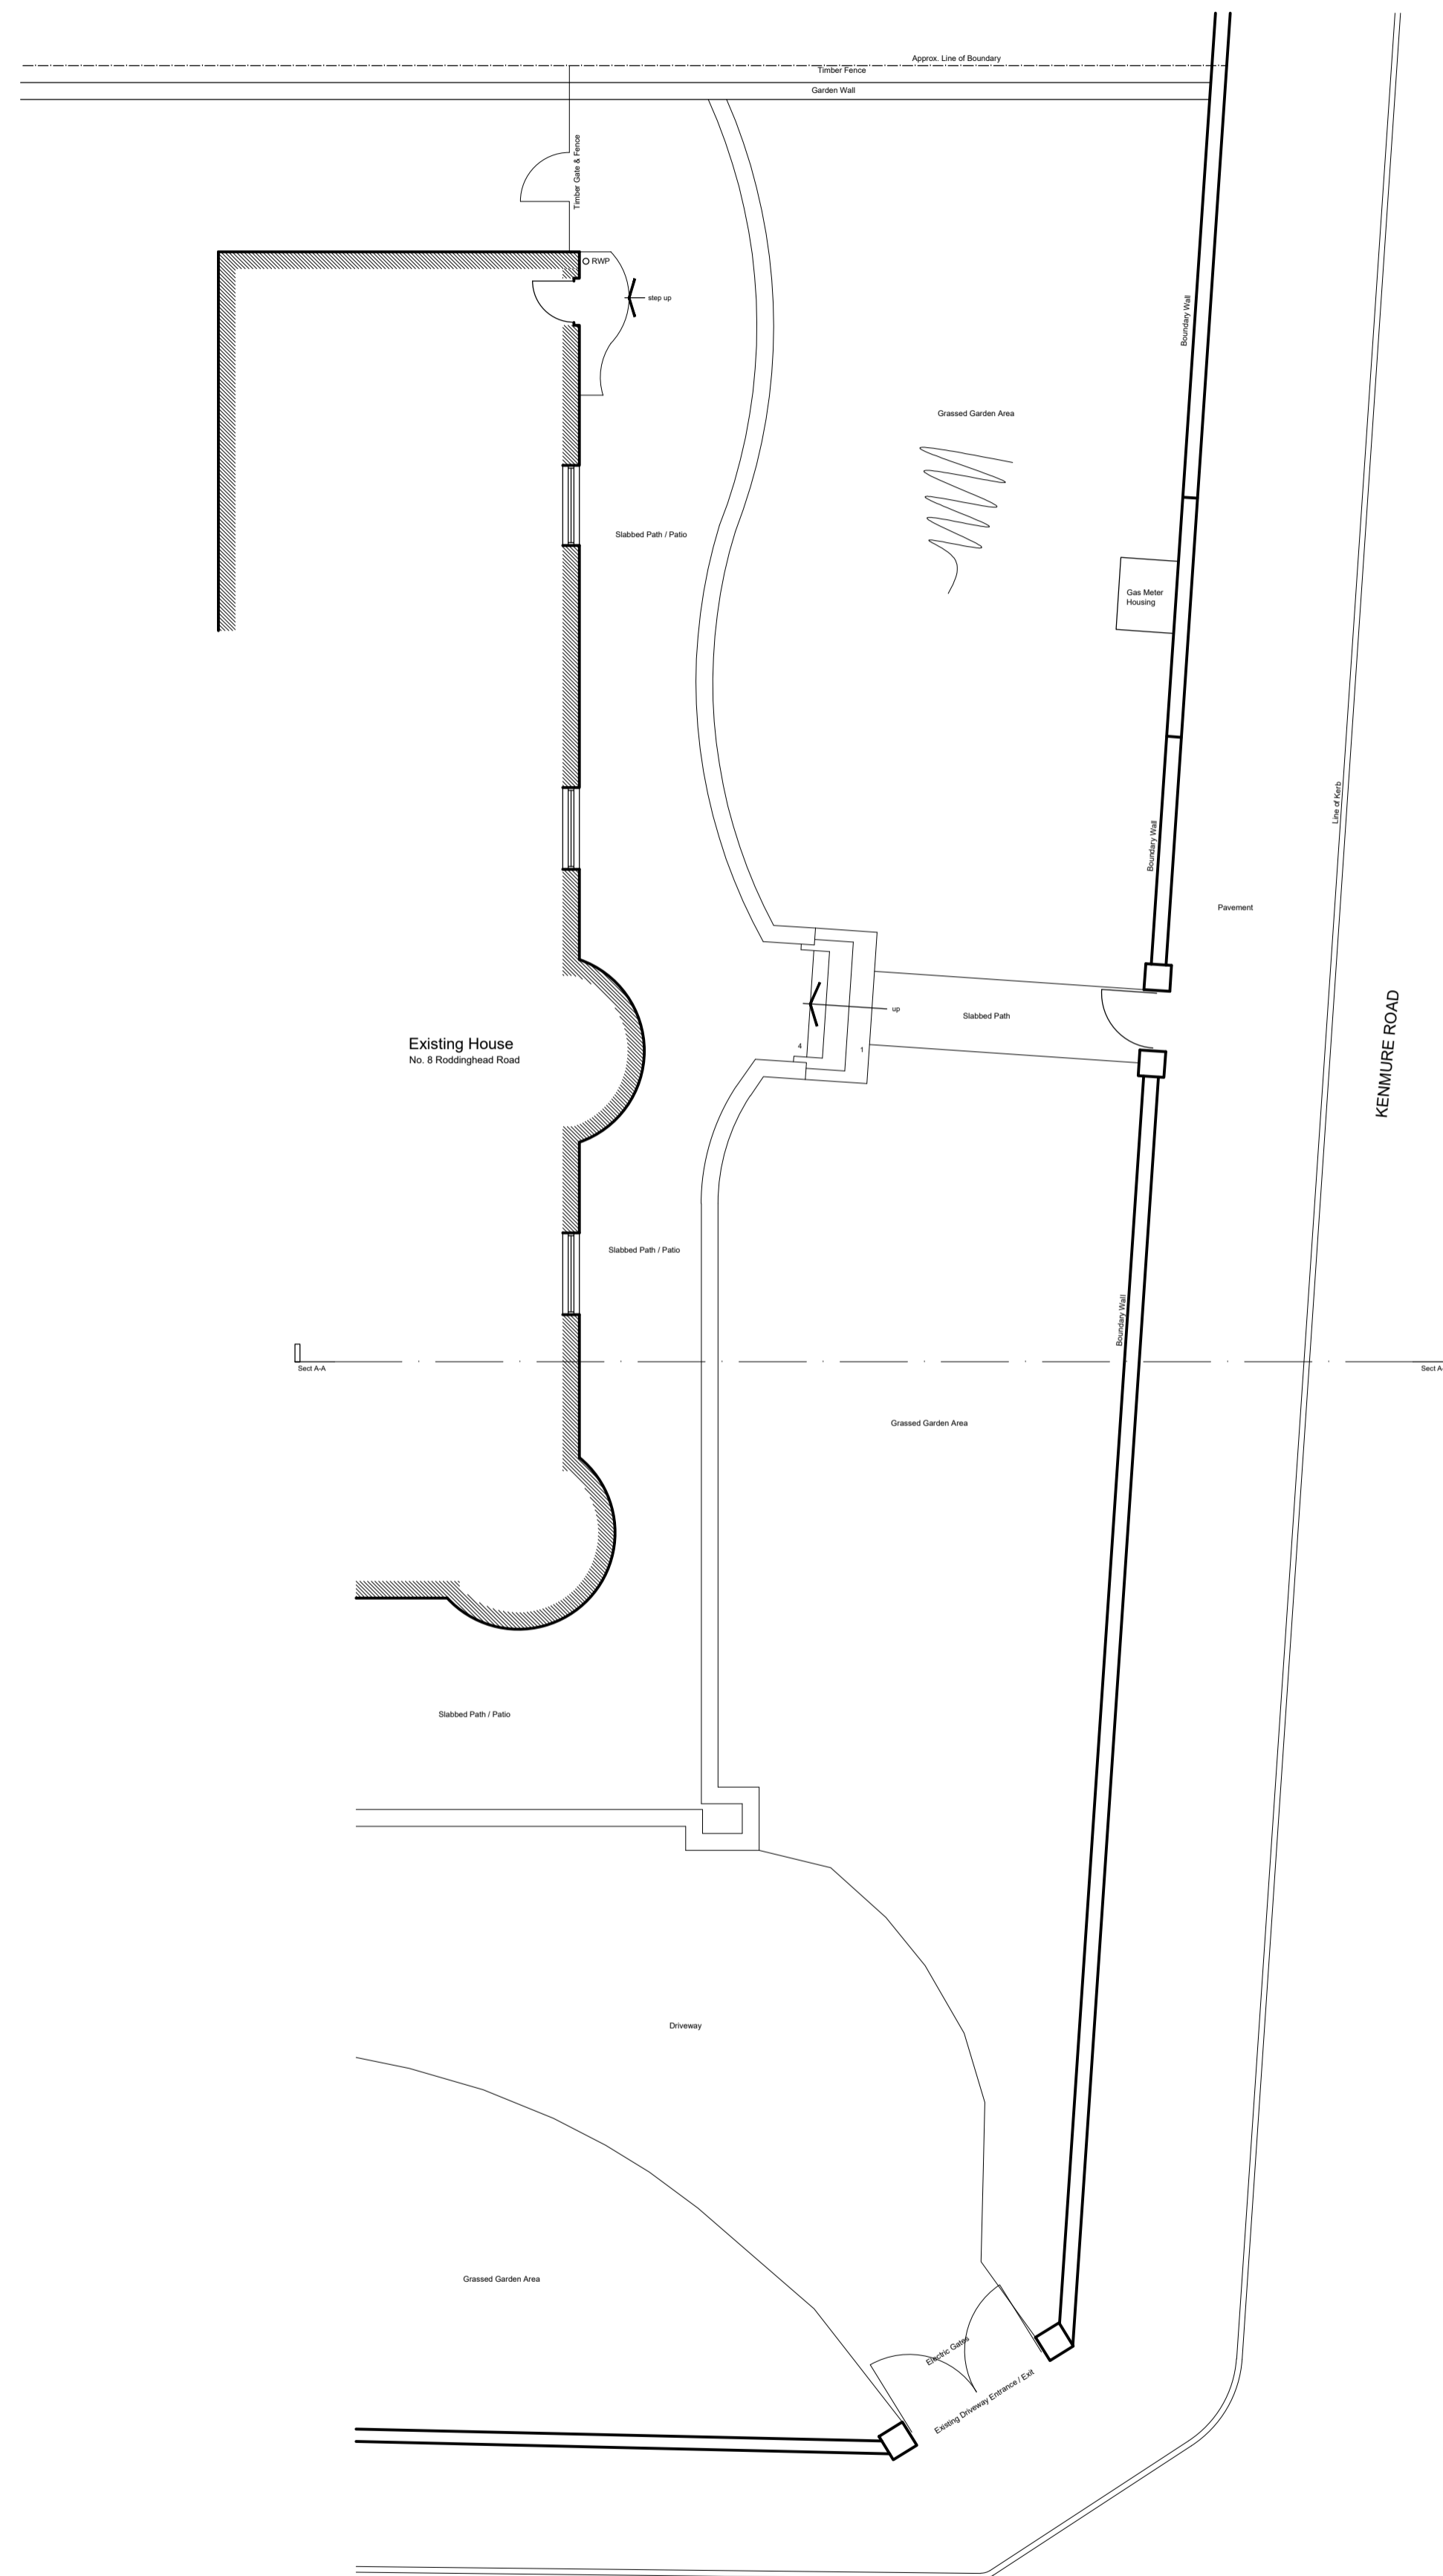 Approx. Line of Boundary
Timber Fence
Garden Wall
Timber Gate & Fence
RWP
step up
Boundary Wall
Grassed Garden Area
Slabbed Path / Patio
Gas Meter
Housing
Line of Kerb
Boundary Wall
Pavement
KENMURE ROAD
up
Slabbed Path
4
1
Existing House
No. 8 Roddinghead Road
Slabbed Path / Patio
Boundary Wall
Sect A-A
Sect A-
Grassed Garden Area
Slabbed Path / Patio
Driveway
Grassed Garden Area
Electric Gates
Existing Driveway Entrance / Exit